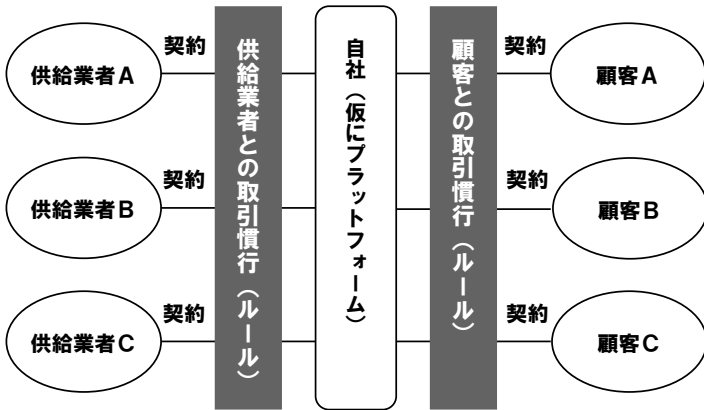 供給業者A
契約
供給業者との取引慣行（ルール）
自社（仮にプラットフォーム）
顧客との取引慣行（ルール）
契約
顧客A
供給業者B
契約
契約
顧客B
供給業者C
契約
契約
顧客C